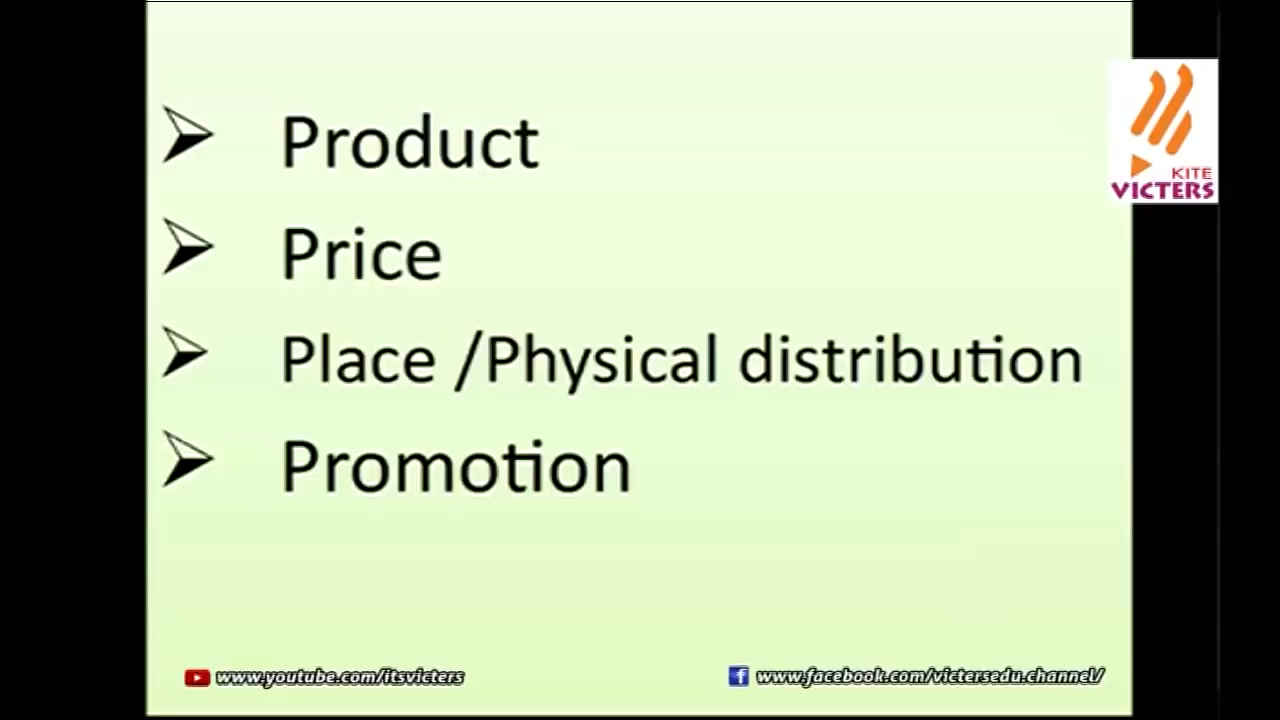 Product
Price
Place /Physical distribution
Promotion
KITE
VICTERS
www.youtube.com/itsvicters
www.facebook.com/victersedu.channel/